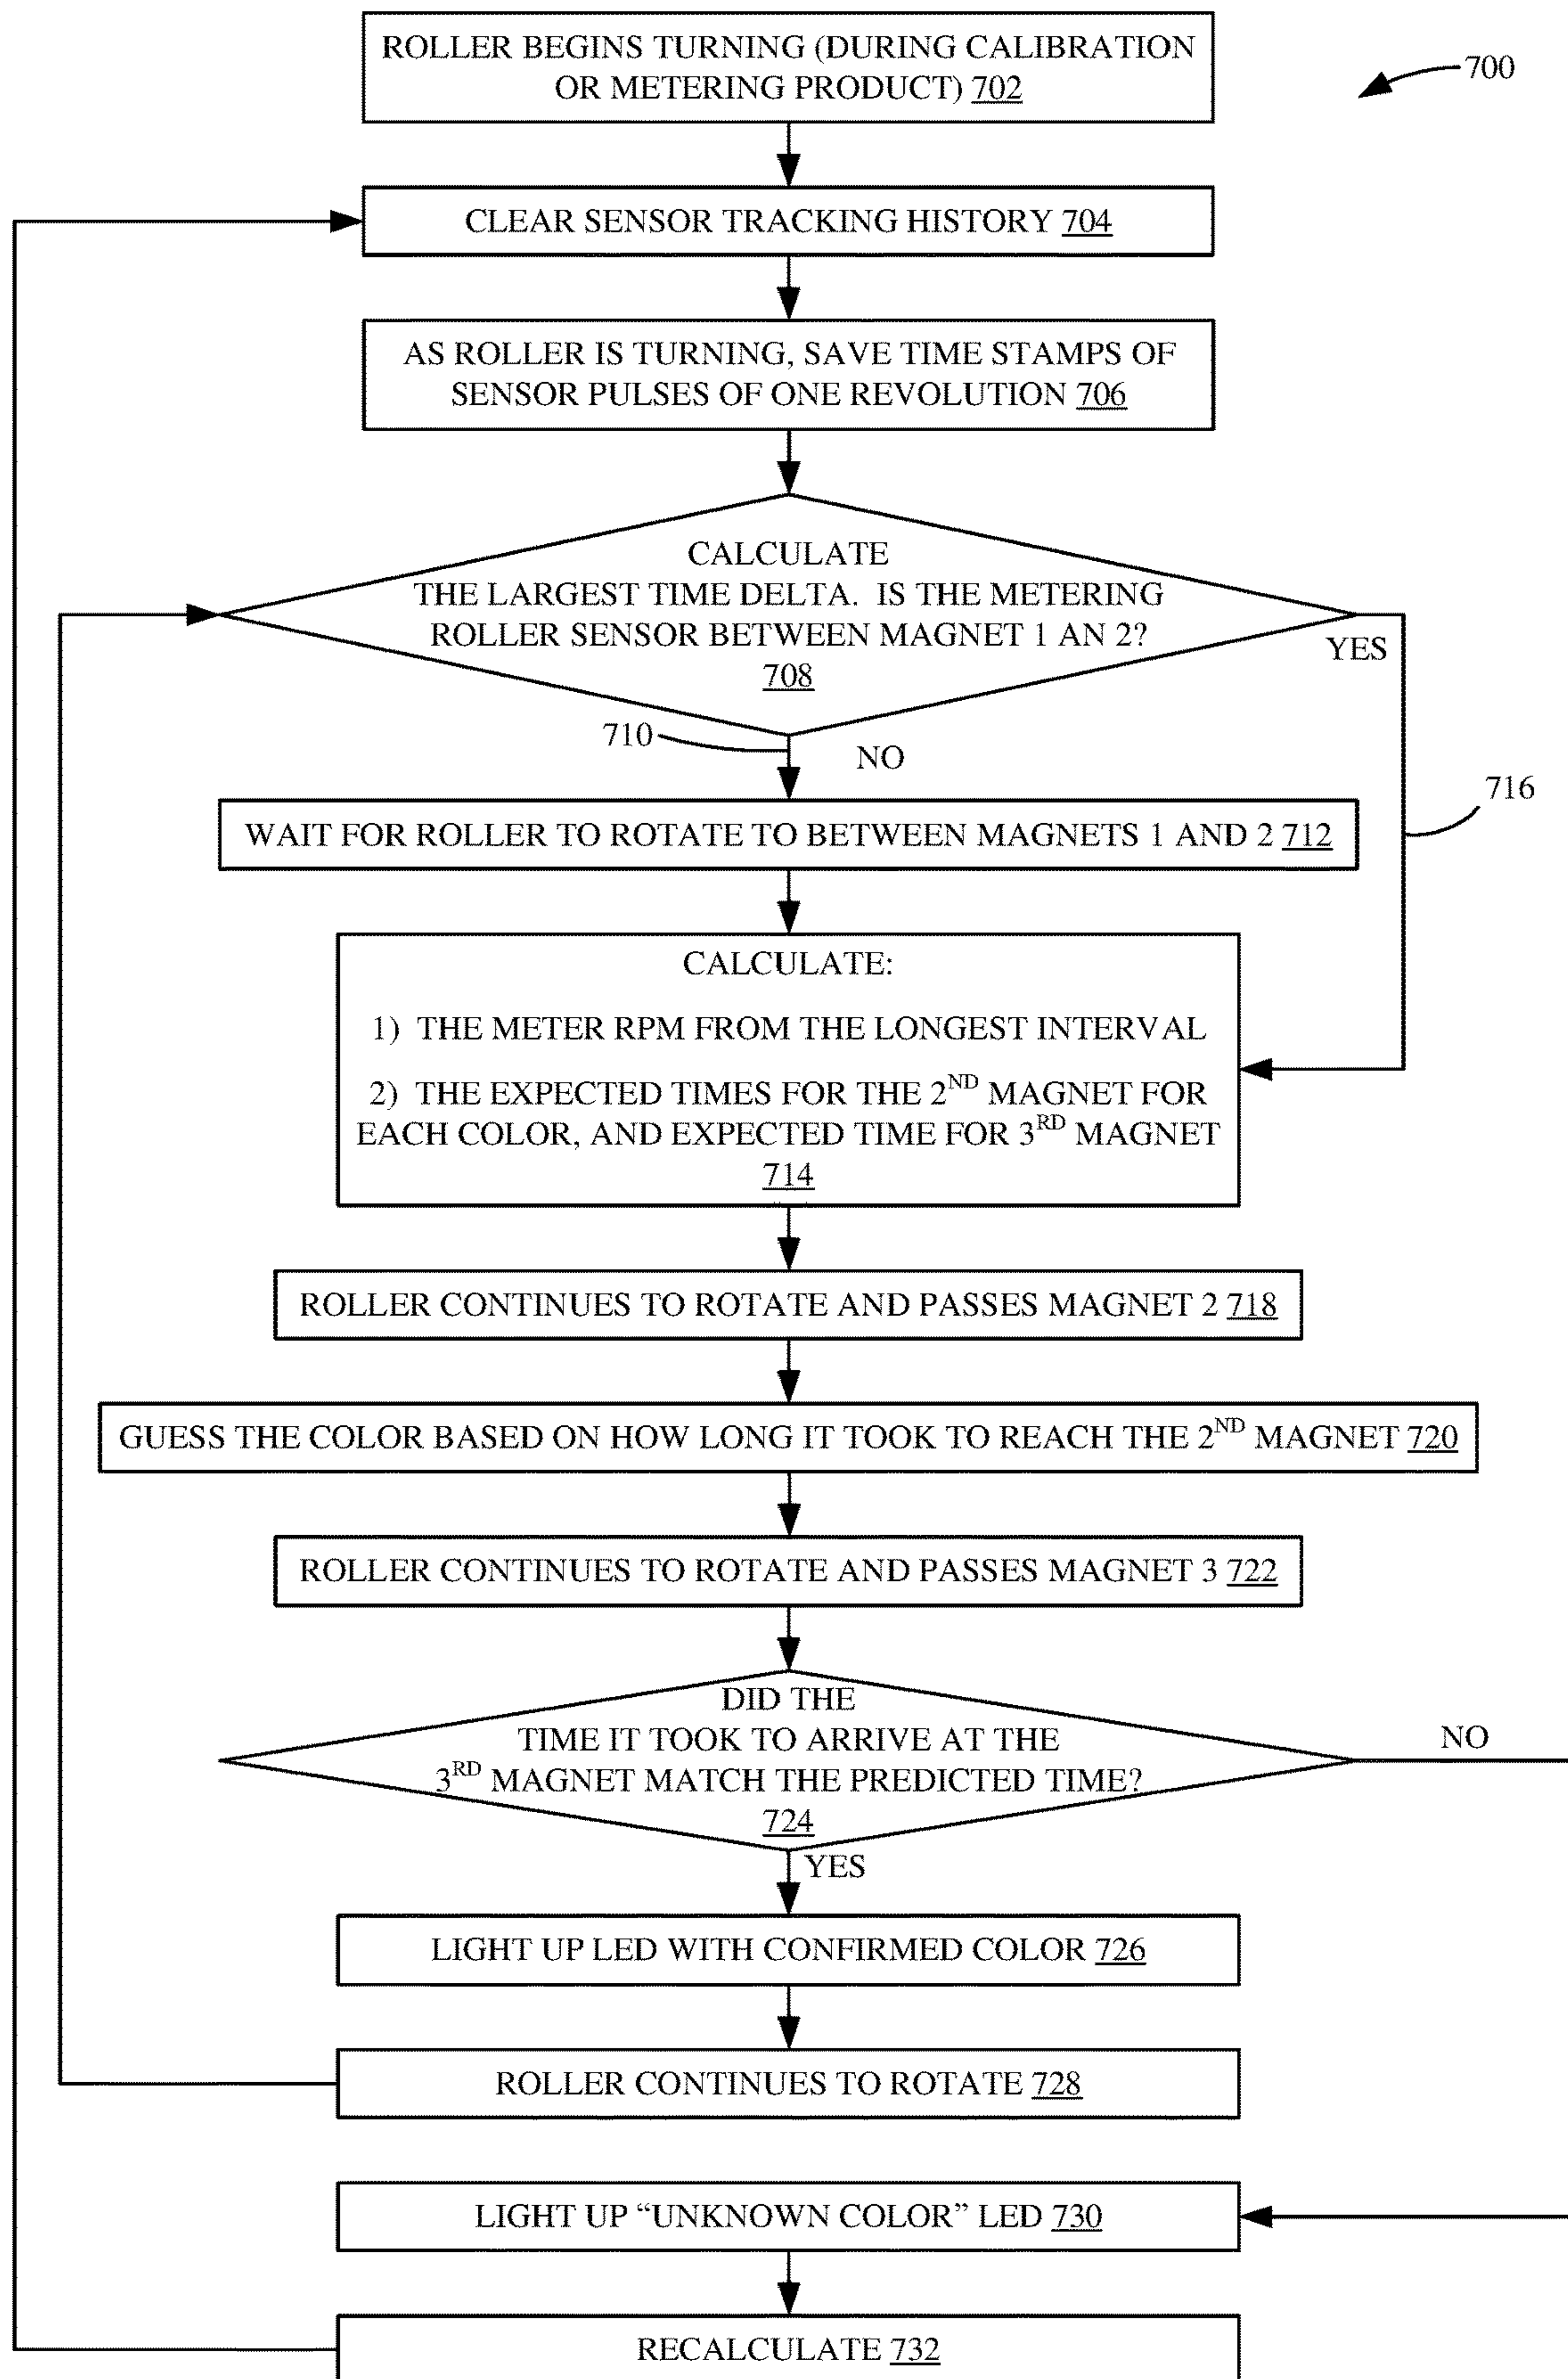 ROLLER BEGINS TURNING (DURING CALIBRATION
OR METERING PRODUCT) 702
700
CLEAR SENSOR TRACKING HISTORY 704
AS ROLLER IS TURNING, SAVE TIME STAMPS OF
SENSOR PULSES OF ONE REVOLUTION 706
CALCULATE
THE LARGEST TIME DELTA. IS THE METERING
ROLLER SENSOR BETWEEN MAGNET 1 AN 2?
708
YES
710
NO
716
WAIT FOR ROLLER TO ROTATE TO BETWEEN MAGNETS 1 AND 2 712
CALCULATE:
1) THE METER RPM FROM THE LONGEST INTERVAL
2) THE EXPECTED TIMES FOR THE 2ND MAGNET FOR
EACH COLOR, AND EXPECTED TIME FOR 3RD MAGNET
714
ROLLER CONTINUES TO ROTATE AND PASSES MAGNET 2 718
GUESS THE COLOR BASED ON HOW LONG IT TOOK TO REACH THE 2ND MAGNET 720
ROLLER CONTINUES TO ROTATE AND PASSES MAGNET 3 722
DID THE
TIME IT TOOK TO ARRIVE AT THE
3RD MAGNET MATCH THE PREDICTED TIME?
724
NO
YES
LIGHT UP LED WITH CONFIRMED COLOR 726
ROLLER CONTINUES TO ROTATE 728
LIGHT UP “UNKNOWN COLOR” LED 730
RECALCULATE 732